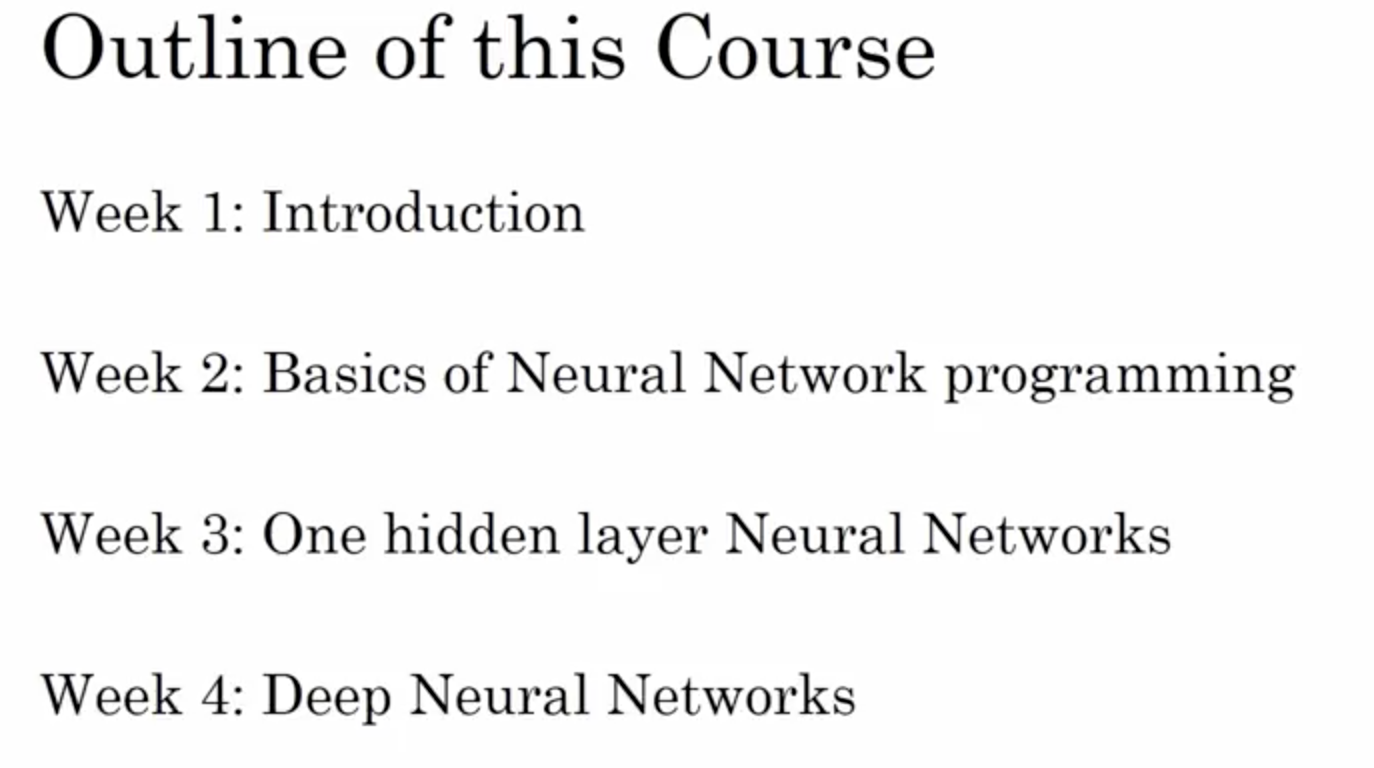 Outline of this Course
Week 1: Introduction
Week 2: Basics of Neural Network programming
Week 3: One hidden layer Neural Networks
Week 4: Deep Neural Networks